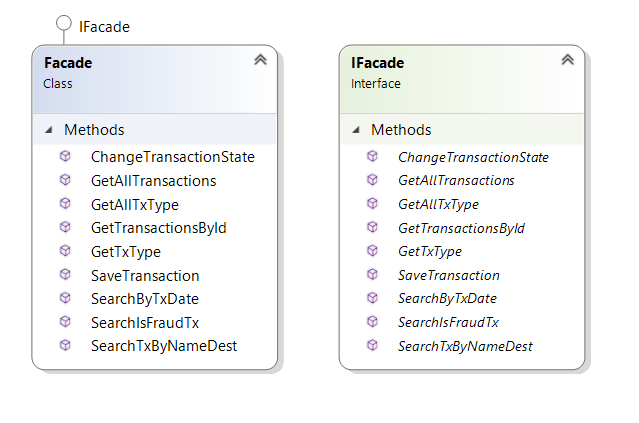 IFacade
Facade
Class
Methods
ChangeTransactionState
GetAllTransactions
GetAllTxType
GetTransactionsById
GetTxType
SaveTransaction
SearchByTxDate
SearchIsFraudTx
SearchTxByNameDest
IFacade
Interface
Methods
ChangeTransactionState
GetAllTransactions
GetAllTxType
GetTransactionsById
GetTxType
SaveTransaction
SearchByTxDate
SearchIsFraudTx
SearchTxByNameDest